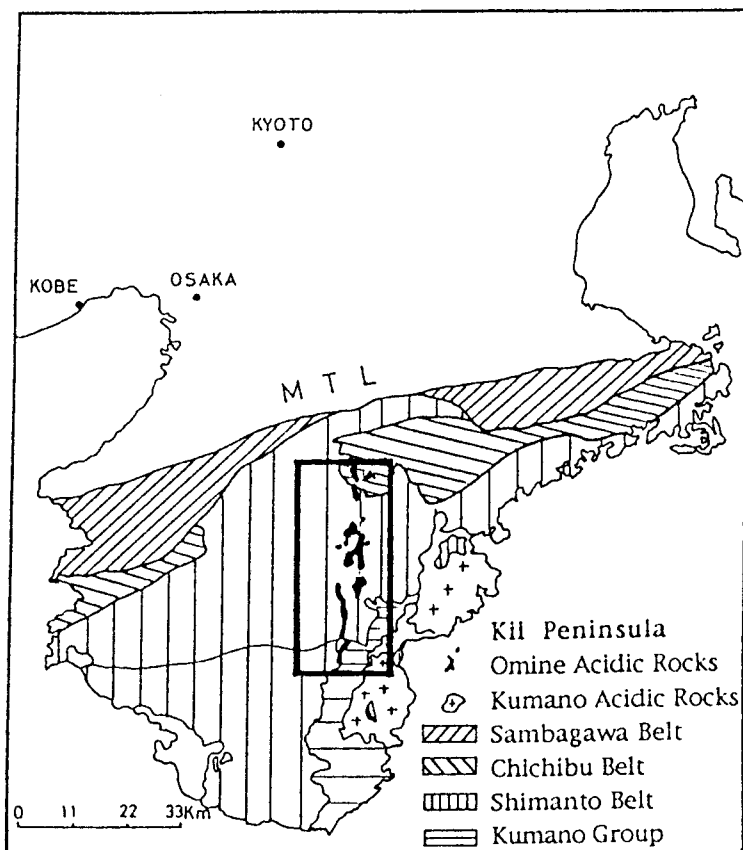 KYOTO
KOBE
OSAKA
M T L
Kii Peninsula
Omine Acidic Rocks
Kumano Acidic Rocks
Sambagawa Belt
Chichibu Belt
Shimanto Belt
Kumano Group
0 11 22 33Km